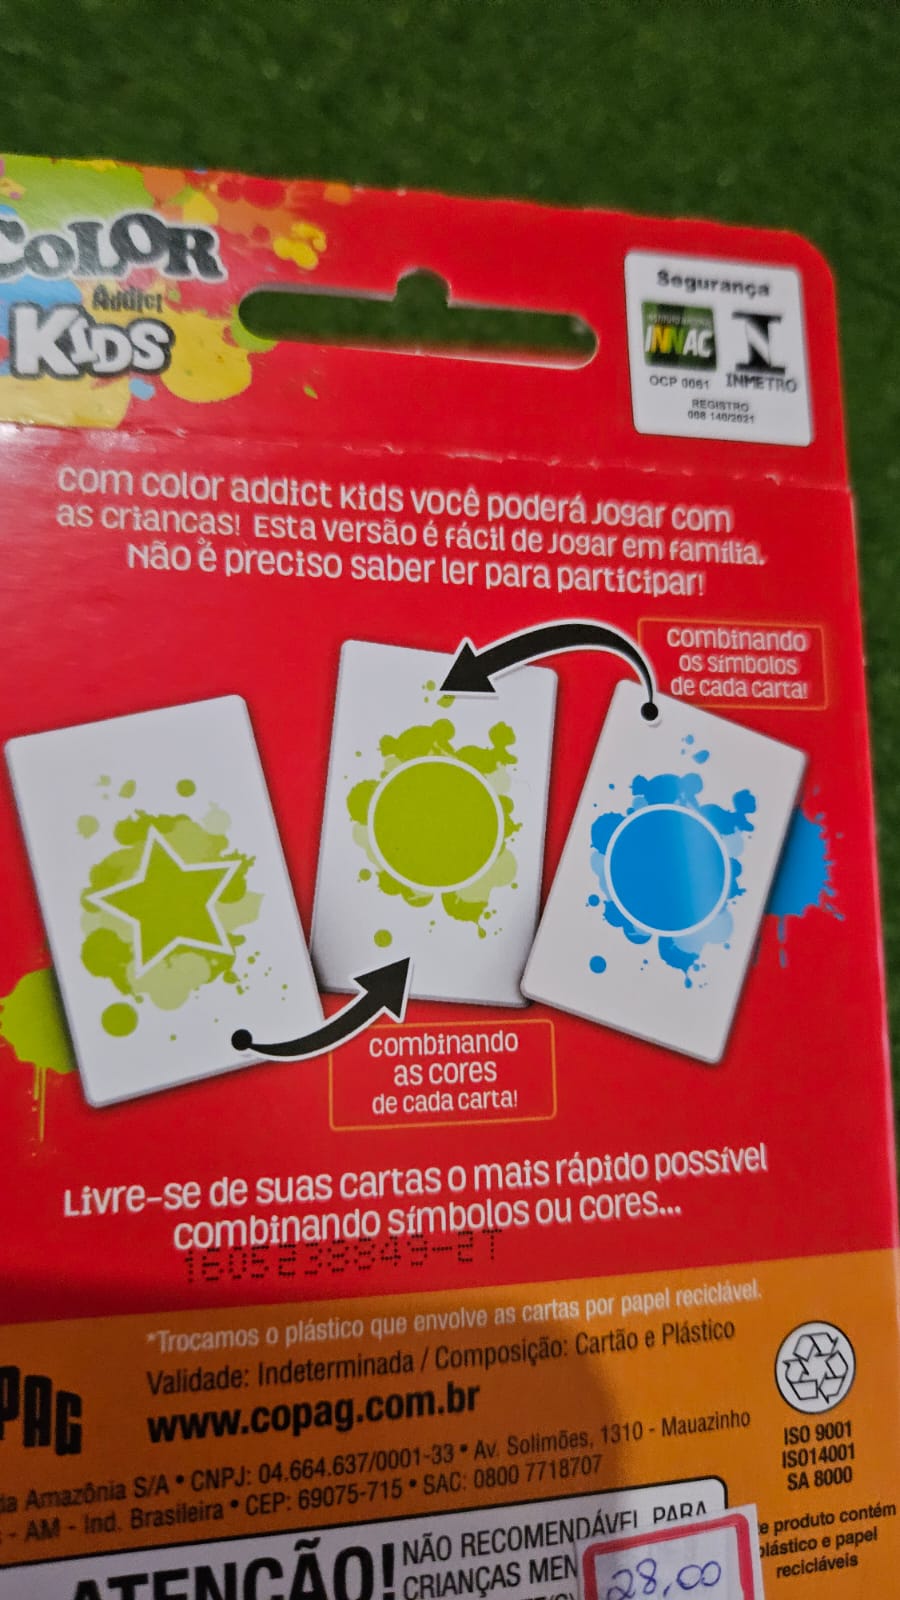 COLOR
Addict
KIDS
Segurança
INNAC
OCP 0061 INMETRO
REGISTRO
008 140/2021
com color addict Kids você poderá jogar com
as criancas! Esta versão é fácil de jogar em família.
Não é preciso saber ler para participar!
combinando
os símbolos
de cada carta!
combinando
as cores
de cada carta!
Livre-se de suas cartas o mais rápido possível
combinando símbolos ou cores...
*Trocamos o plástico que envolve as cartas por papel reciclável.
Validade: Indeterminada / Composição: Cartão e Plástico
www.copag.com.br
PAG
da Amazônia S/A • CNPJ: 04.664.637/0001-33 • Av. Solimões, 1310 - Mauazinho
- AM - Ind. Brasileira • CEP: 69075-715 • SAC: 0800 7718707
ISO 9001
ISO14001
SA 8000
produto contém
plástico e papel
recicláveis
ATENÇÃO!
NÃO RECOMENDÁVEL PARA
CRIANÇAS MEN
28,00